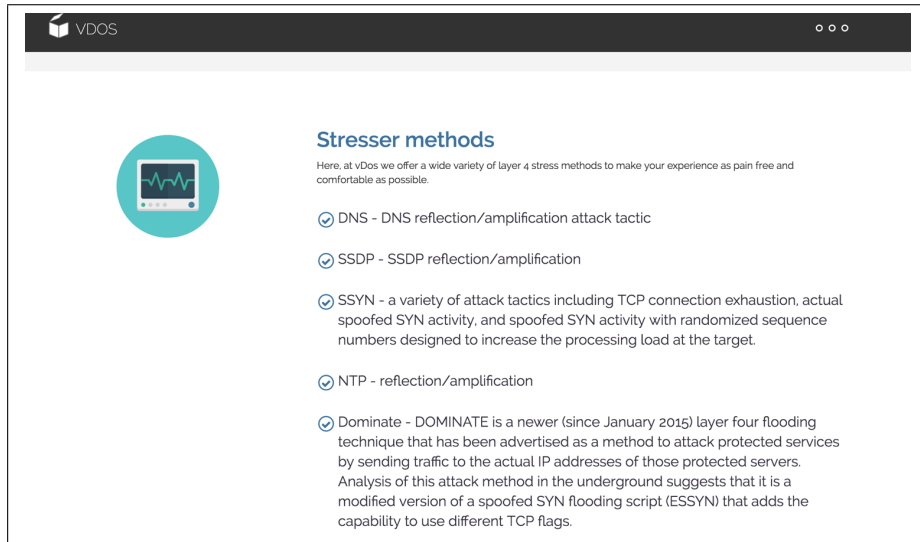 VDOS
Stresser methods
Here, at vDos we offer a wide variety of layer 4 stress methods to make your experience as pain free and
comfortable as possible.
DNS - DNS reflection/amplification attack tactic
SSDP - SSDP reflection/amplification
SSYN - a variety of attack tactics including TCP connection exhaustion, actual
spoofed SYN activity, and spoofed SYN activity with randomized sequence
numbers designed to increase the processing load at the target.
NTP - reflection/amplification
Dominate - DOMINATE is a newer (since January 2015) layer four flooding
technique that has been advertised as a method to attack protected services
by sending traffic to the actual IP addresses of those protected servers.
Analysis of this attack method in the underground suggests that it is a
modified version of a spoofed SYN flooding script (ESSYN) that adds the
capability to use different TCP flags.